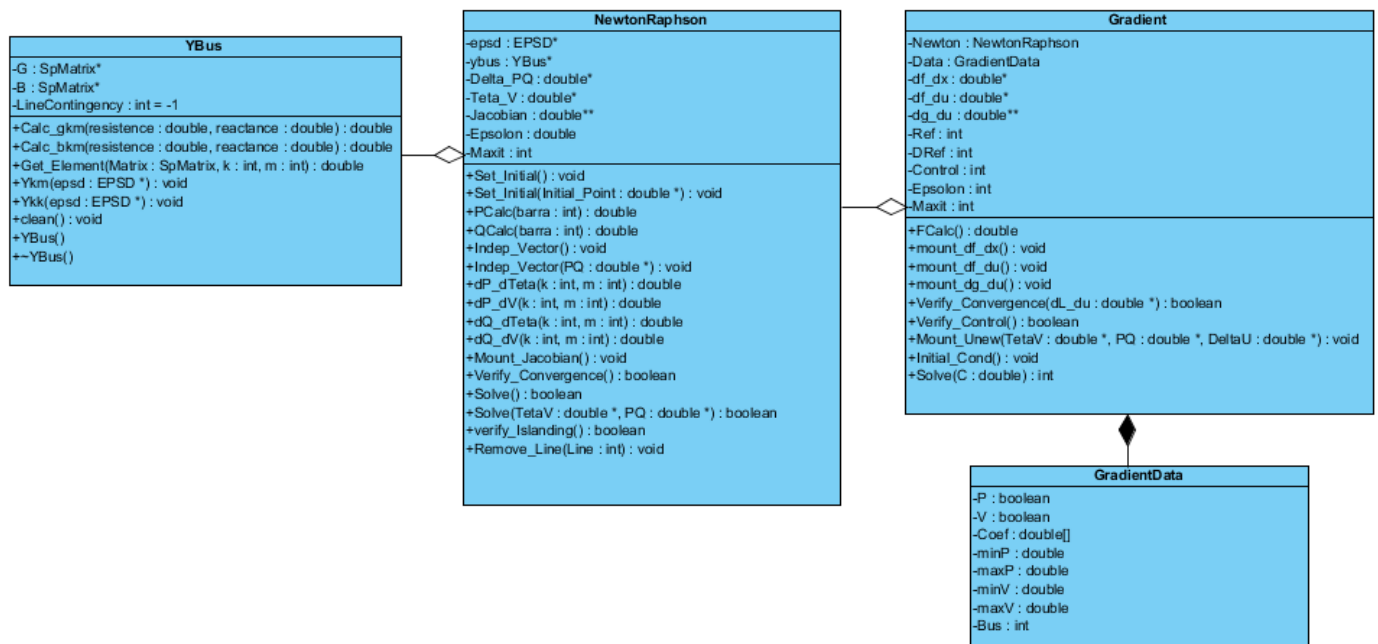 YBus
-G : SpMatrix*
-B : SpMatrix*
-LineContingency : int = -1
+Calc_gkm(resistence : double, reactance : double) : double
+Calc_bkm(resistence : double, reactance : double) : double
+Get_Element(Matrix : SpMatrix, k : int, m : int) : double
+Ykm(epsd : EPSD *) : void
+Ykk(epsd : EPSD *) : void
+clean() : void
+YBus()
+~YBus()
NewtonRaphson
-epsd : EPSD*
-ybus : YBus*
-Delta_PQ : double*
-Teta_V : double*
-Jacobian : double**
-Epsolon : double
-Maxit : int
+Set_Initial() : void
+Set_Initial(Initial_Point : double *) : void
+PCalc(barra : int) : double
+QCalc(barra : int) : double
+Indep_Vector() : void
+Indep_Vector(PQ : double *) : void
+dP_dTeta(k : int, m : int) : double
+dP_dV(k : int, m : int) : double
+dQ_dTeta(k : int, m : int) : double
+dQ_dV(k : int, m : int) : double
+Mount_Jacobian() : void
+Verify_Convergence() : boolean
+Solve() : boolean
+Solve(TetaV : double *, PQ : double *) : boolean
+verify_Islanding() : boolean
+Remove_Line(Line : int) : void
Gradient
-Newton : NewtonRaphson
-Data : GradientData
-df_dx : double*
-df_du : double*
-dg_du : double**
-Ref : int
-DRef : int
-Control : int
-Epsolon : int
-Maxit : int
+FCalc() : double
+mount_df_dx() : void
+mount_df_du() : void
+mount_dg_du() : void
+Verify_Convergence(dL_du : double *) : boolean
+Verify_Control() : boolean
+Mount_Unew(TetaV : double *, PQ : double *, DeltaU : double *) : void
+Initial_Cond() : void
+Solve(C : double) : int
GradientData
-P : boolean
-V : boolean
-Coef : double[]
-minP : double
-maxP : double
-minV : double
-maxV : double
-Bus : int